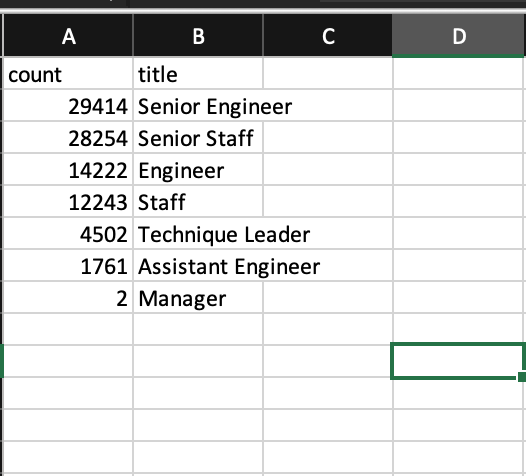 A B C D
count title
29414 Senior Engineer
28254 Senior Staff
14222 Engineer
12243 Staff
4502 Technique Leader
1761 Assistant Engineer
2 Manager